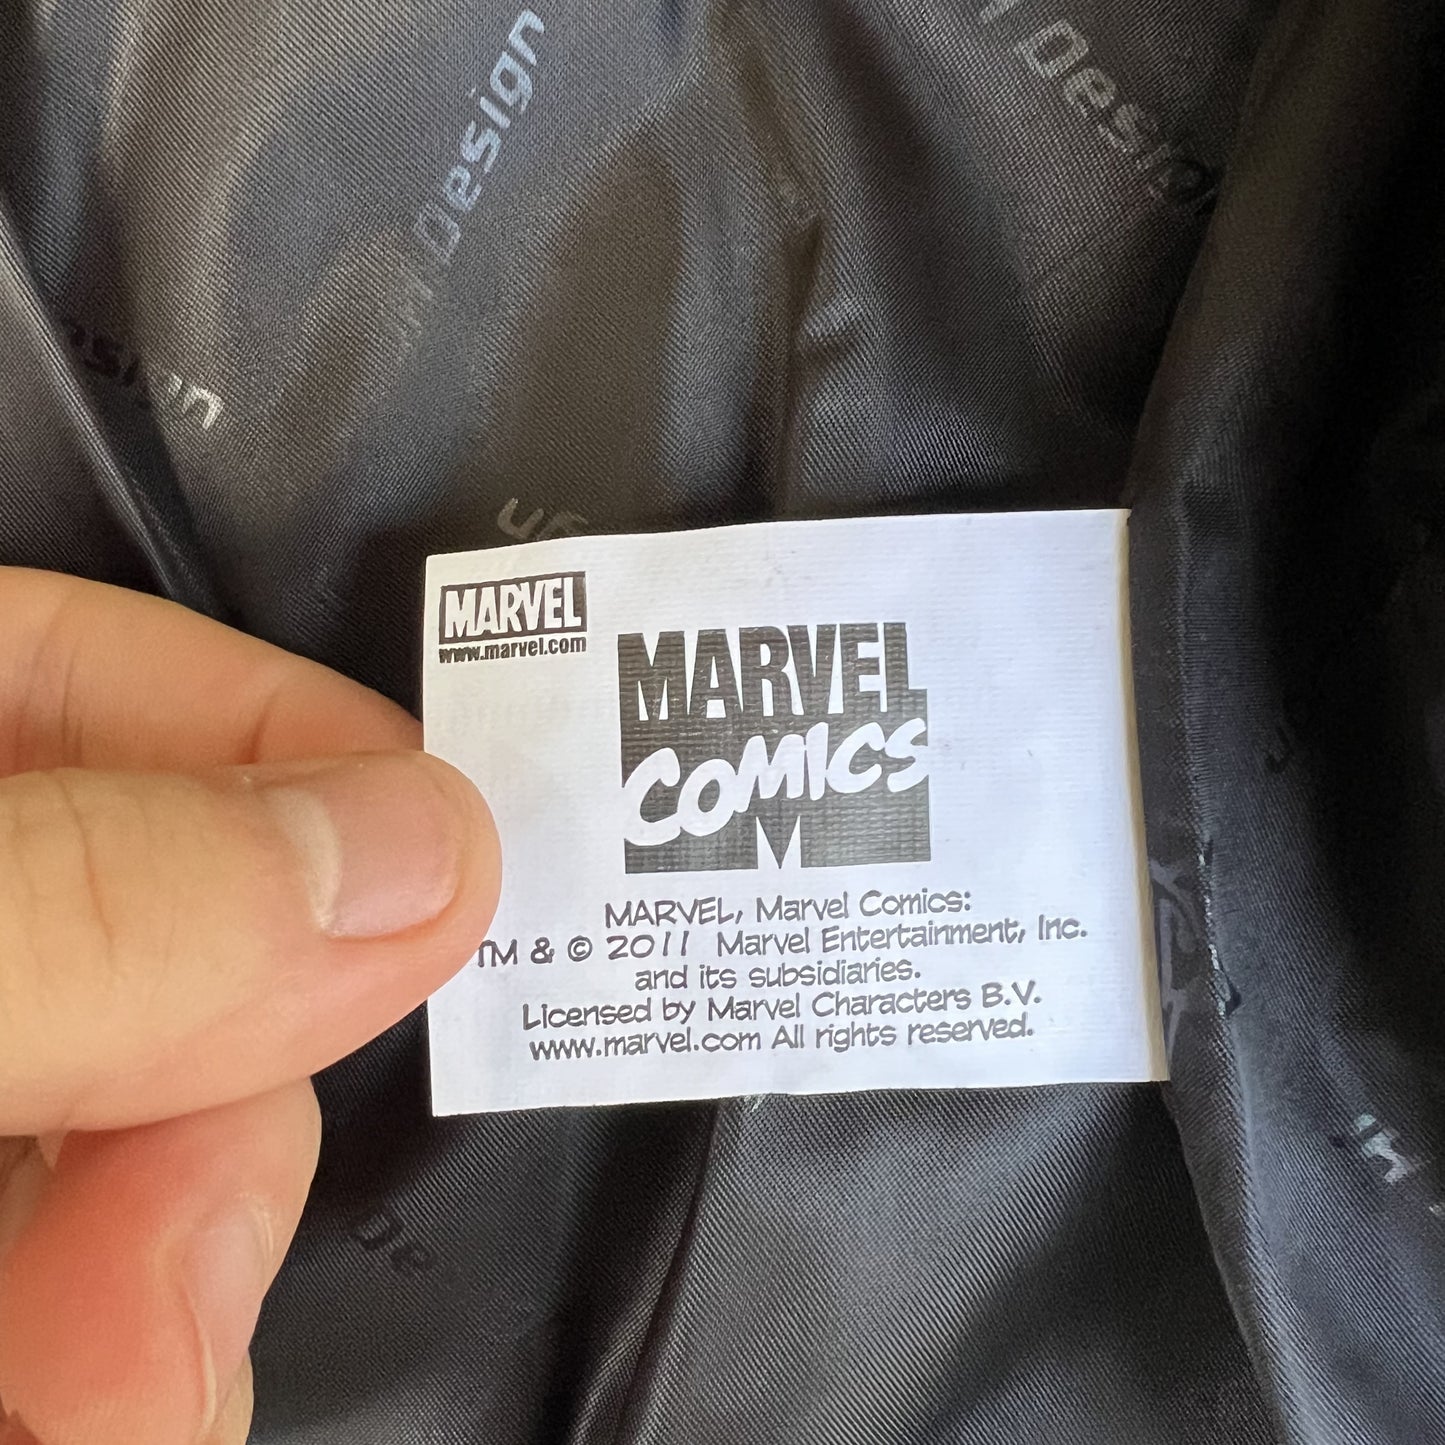 Design
Design
MARVEL
www.marvel.com
MARVEL
COMICS
M
MARVEL, Marvel Comics:
TM & © 2011 Marvel Entertainment, Inc.
and its subsidiaries.
Licensed by Marvel Characters B.V.
www.marvel.com All rights reserved.